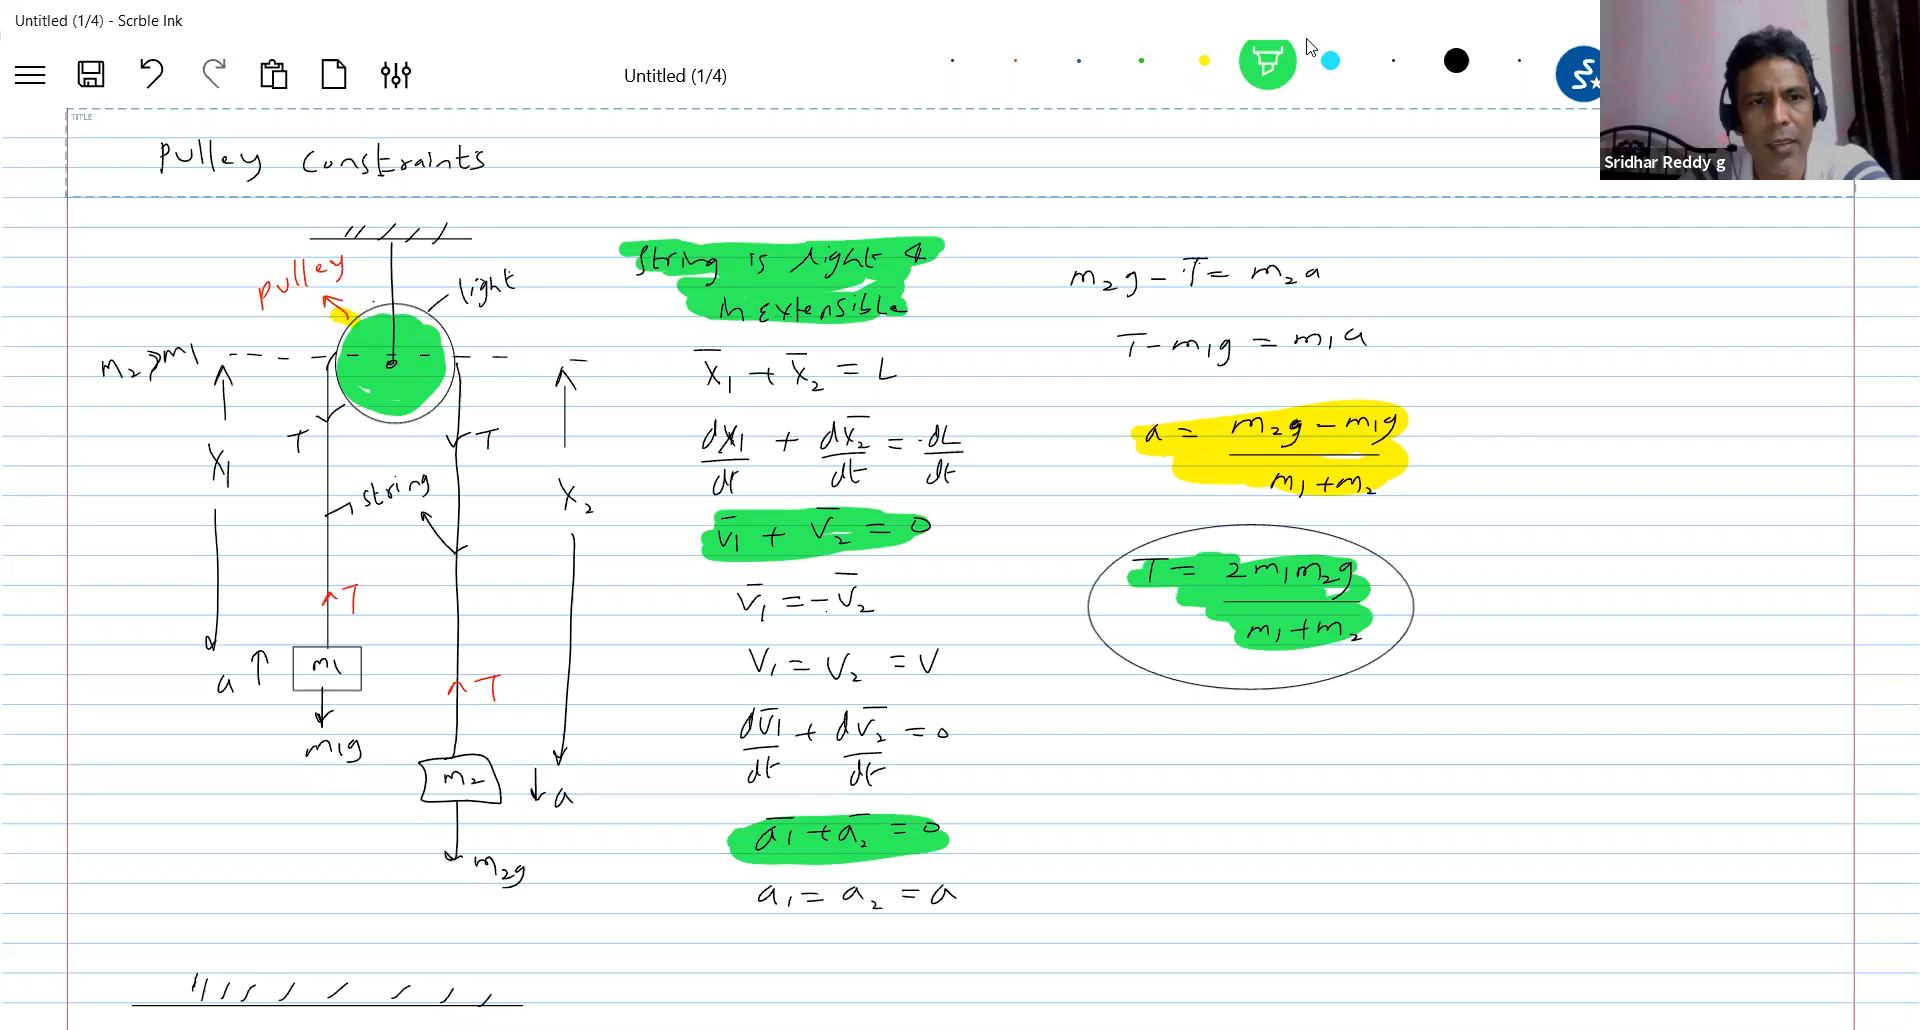 Untitled (1/4) - Scrble Ink
Untitled (1/4)
Sridhar Reddy g
TITLE
Pulley Constraints
pulley
light
m₂ > m₁
T
T
X₁
X₂
string
T
T
a
m₁
m₁g
m₂
a
m₂g
String is light &
in extensible
x̄₁ + x̄₂ = L
dx₁/dt + dx̄₂/dt = dL/dt
v̄₁ + v̄₂ = 0
v̄₁ = - v̄₂
V₁ = V₂ = V
dv̄₁/dt + dv̄₂/dt = 0
ā₁ + ā₂ = 0
a₁ = a₂ = a
m₂g - T = m₂a
T - m₁g = m₁a
a = m₂g - m₁g / m₁ + m₂
T = 2m₁m₂g / m₁ + m₂